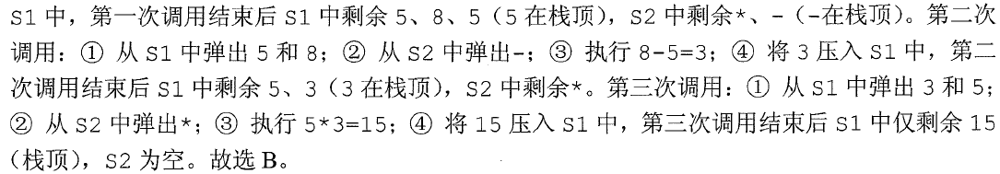 S1 中，第一次调用结束后 S1 中剩余 5、8、5（5 在栈顶），S2 中剩余*、-（-在栈顶）。第二次
调用：① 从 S1 中弹出 5 和 8；② 从 S2 中弹出-；③ 执行 8-5=3；④ 将 3 压入 S1 中，第二
次调用结束后 S1 中剩余 5、3（3 在栈顶），S2 中剩余*。第三次调用：① 从 S1 中弹出 3 和 5；
② 从 S2 中弹出*；③ 执行 5*3=15；④ 将 15 压入 S1 中，第三次调用结束后 S1 中仅剩余 15
（栈顶），S2 为空。故选 B。